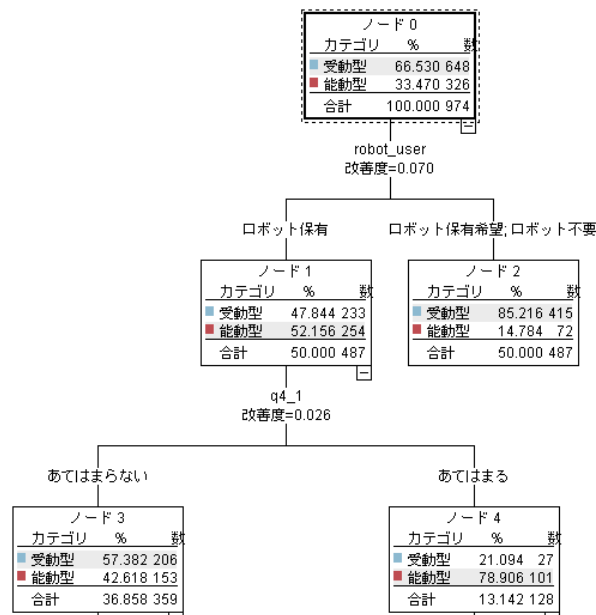 ノード 0
カテゴリ % 数
受動型 66.530 648
能動型 33.470 326
合計 100.000 974
robot_user
改善度=0.070
ロボット保有
ロボット保有希望; ロボット不要
ノード 1
カテゴリ % 数
受動型 47.844 233
能動型 52.156 254
合計 50.000 487
ノード 2
カテゴリ % 数
受動型 85.216 415
能動型 14.784 72
合計 50.000 487
q4_1
改善度=0.026
あてはまらない
あてはまる
ノード 3
カテゴリ % 数
受動型 57.382 206
能動型 42.618 153
合計 36.858 359
ノード 4
カテゴリ % 数
受動型 21.094 27
能動型 78.906 101
合計 13.142 128